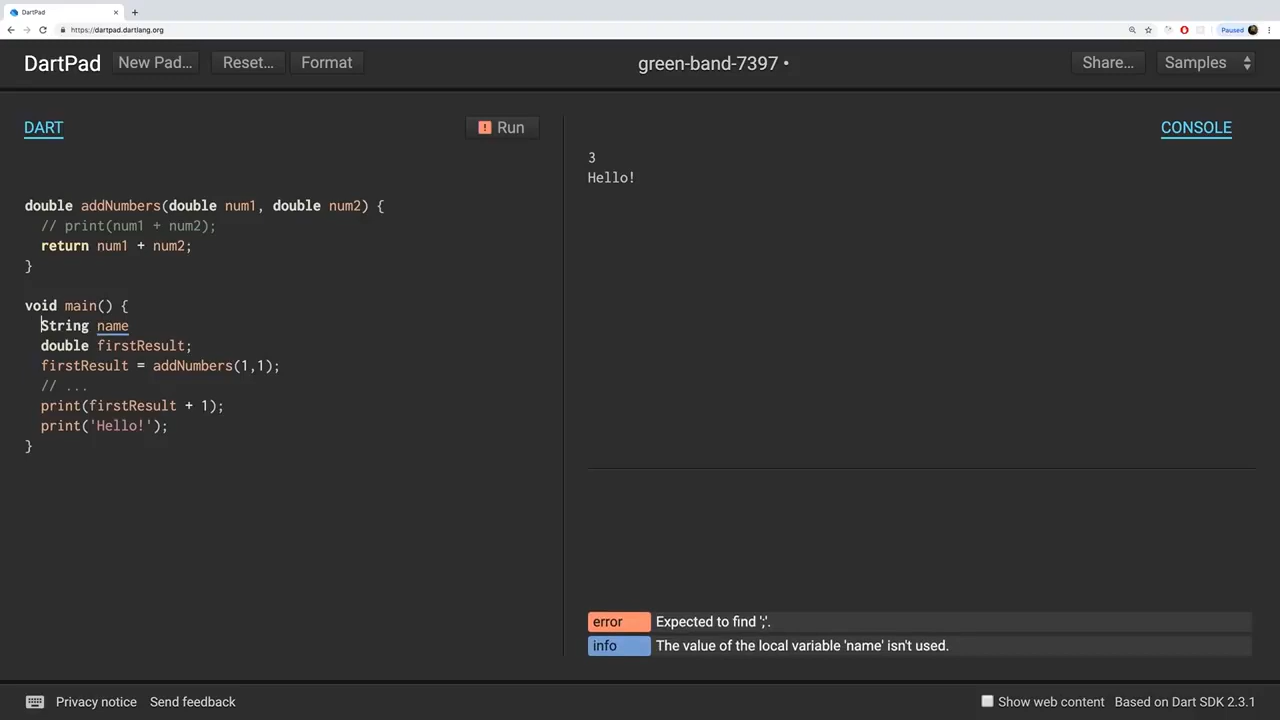 DartPad
https://dartpad.dartlang.org
Paused
DartPad
New Pad...
Reset...
Format
green-band-7397 •
Share...
Samples
DART
! Run
CONSOLE
3
Hello!
double addNumbers(double num1, double num2) {
// print(num1 + num2);
return num1 + num2;
}
void main() {
String name
double firstResult;
firstResult = addNumbers(1,1);
// ...
print(firstResult + 1);
print('Hello!');
}
error Expected to find ';'.
info The value of the local variable 'name' isn't used.
Privacy notice
Send feedback
Show web content
Based on Dart SDK 2.3.1